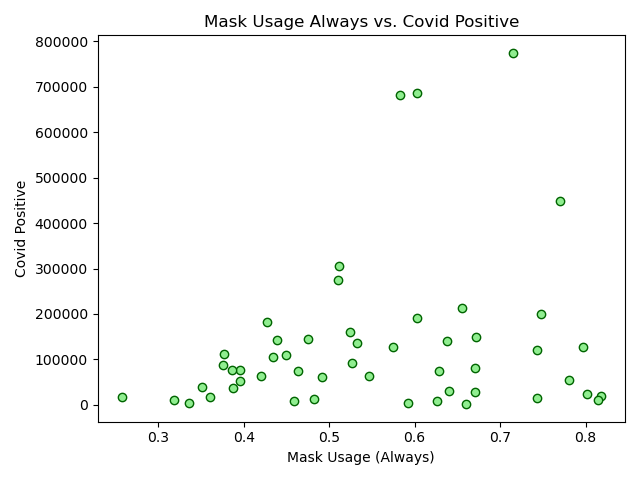 Mask Usage Always vs. Covid Positive
800000
700000
600000
500000
400000
300000
200000
100000
0
Covid Positive
0.3 0.4 0.5 0.6 0.7 0.8
Mask Usage (Always)